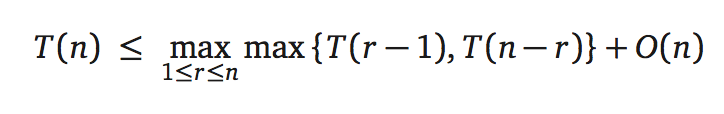 T(n) ≤ max max {T(r − 1), T(n − r)} + O(n)
1≤r≤n